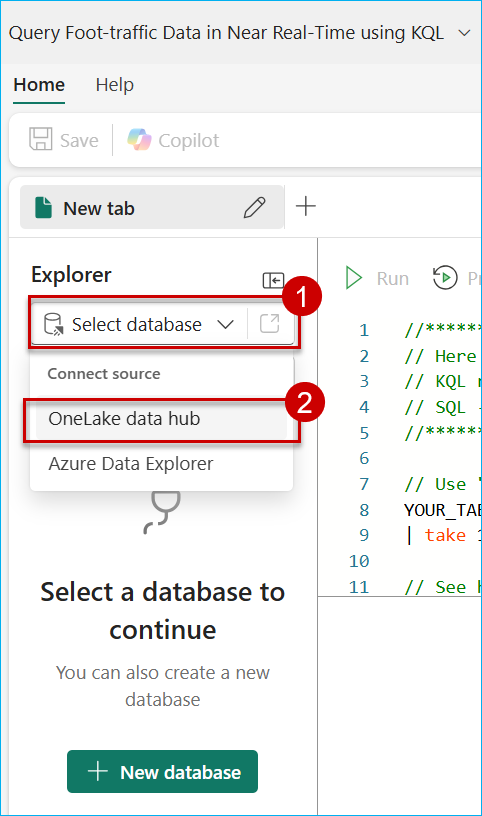 Query Foot-traffic Data in Near Real-Time using KQL
Home Help
Save Copilot
New tab
Explorer
1
Select database
Connect source
2
OneLake data hub
Azure Data Explorer
Select a database to
continue
You can also create a new
database
New database
Run
1 //******
2 // Here
3 // KQL
4 // SQL
5 //******
6
7 // Use
8 YOUR_TAB
9 | take
10
11 // See